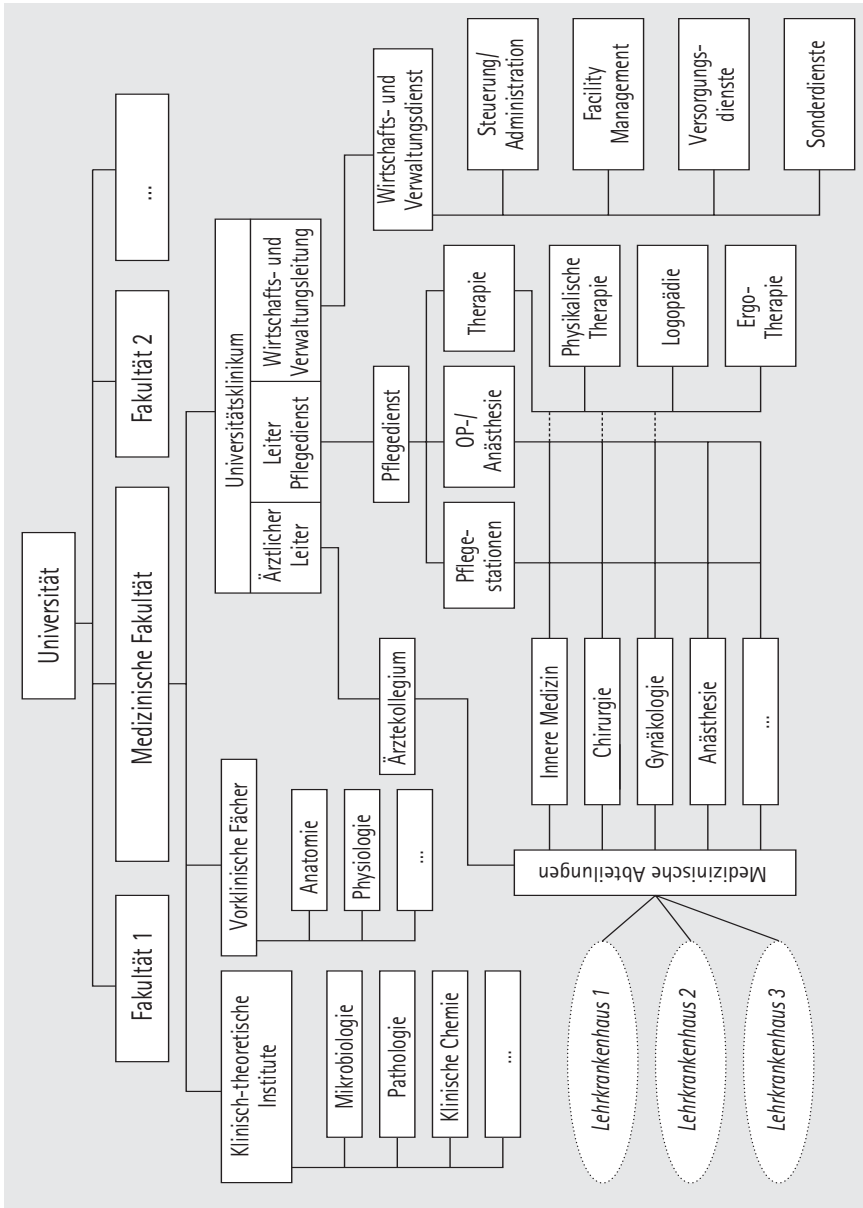 Universität
Fakultät 1
Medizinische Fakultät
Fakultät 2
...
Klinisch-theoretische
Institute
Mikrobiologie
Pathologie
Klinische Chemie
...
Vorklinische Fächer
Anatomie
Physiologie
...
Universitätsklinikum
Ärztlicher
Leiter
Leiter
Pflegedienst
Wirtschafts- und
Verwaltungsleitung
Ärztekollegium
Pflegedienst
Wirtschafts- und
Verwaltungsdienst
Pflege-
stationen
OP-/
Anästhesie
Therapie
Physikalische
Therapie
Logopädie
Ergo-
Therapie
Steuerung/
Administration
Facility
Management
Versorgungs-
dienste
Sonderdienste
Medizinische Abteilungen
Innere Medizin
Chirurgie
Gynäkologie
Anästhesie
...
Lehrkrankenhaus 1
Lehrkrankenhaus 2
Lehrkrankenhaus 3